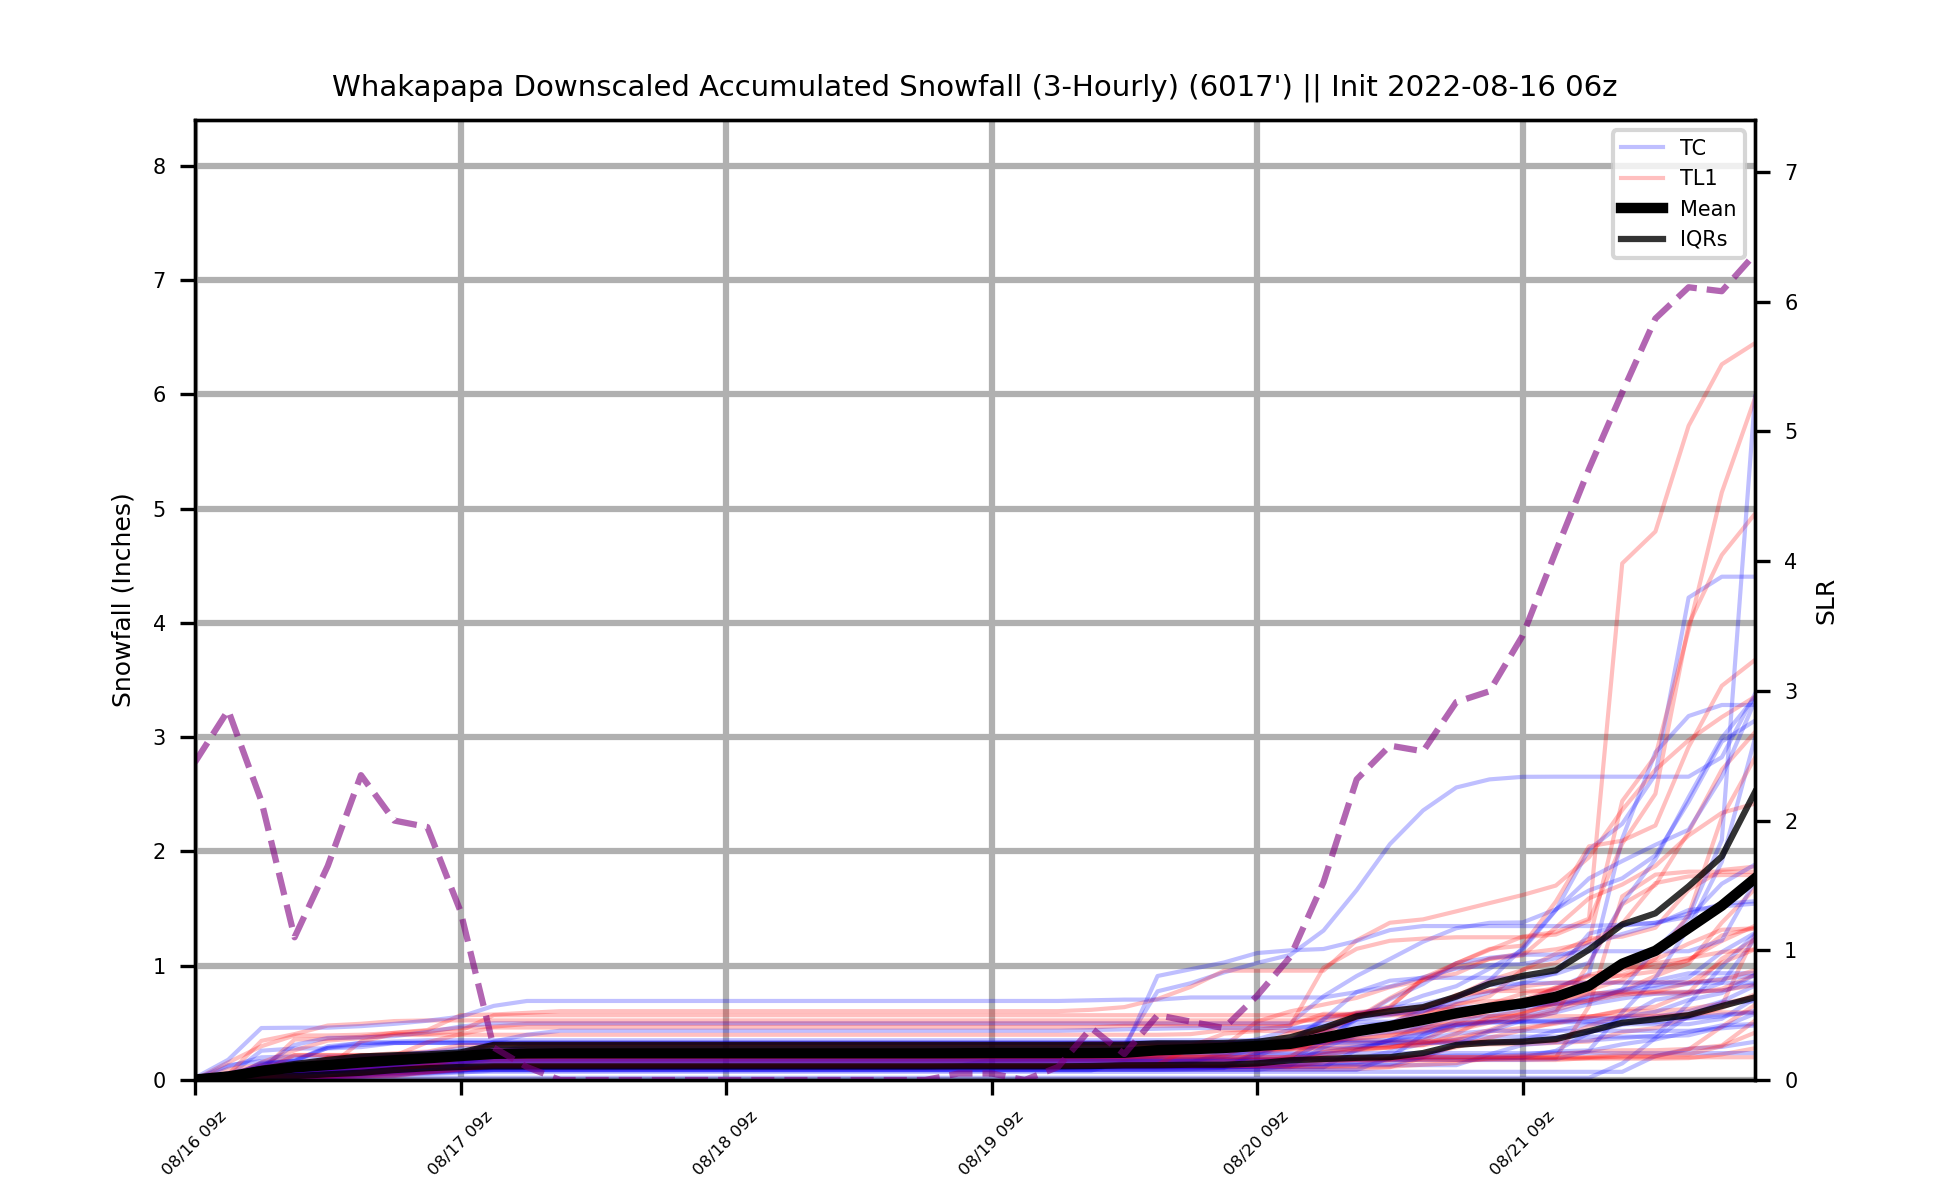 Whakapapa Downscaled Accumulated Snowfall (3-Hourly) (6017') || Init 2022-08-16 06z
TC
TL1
Mean
IQRs
Snowfall (Inches)
8
7
6
5
4
3
2
1
0
SLR
7
6
5
4
3
2
1
0
08/16 09z
08/17 09z
08/18 09z
08/19 09z
08/20 09z
08/21 09z